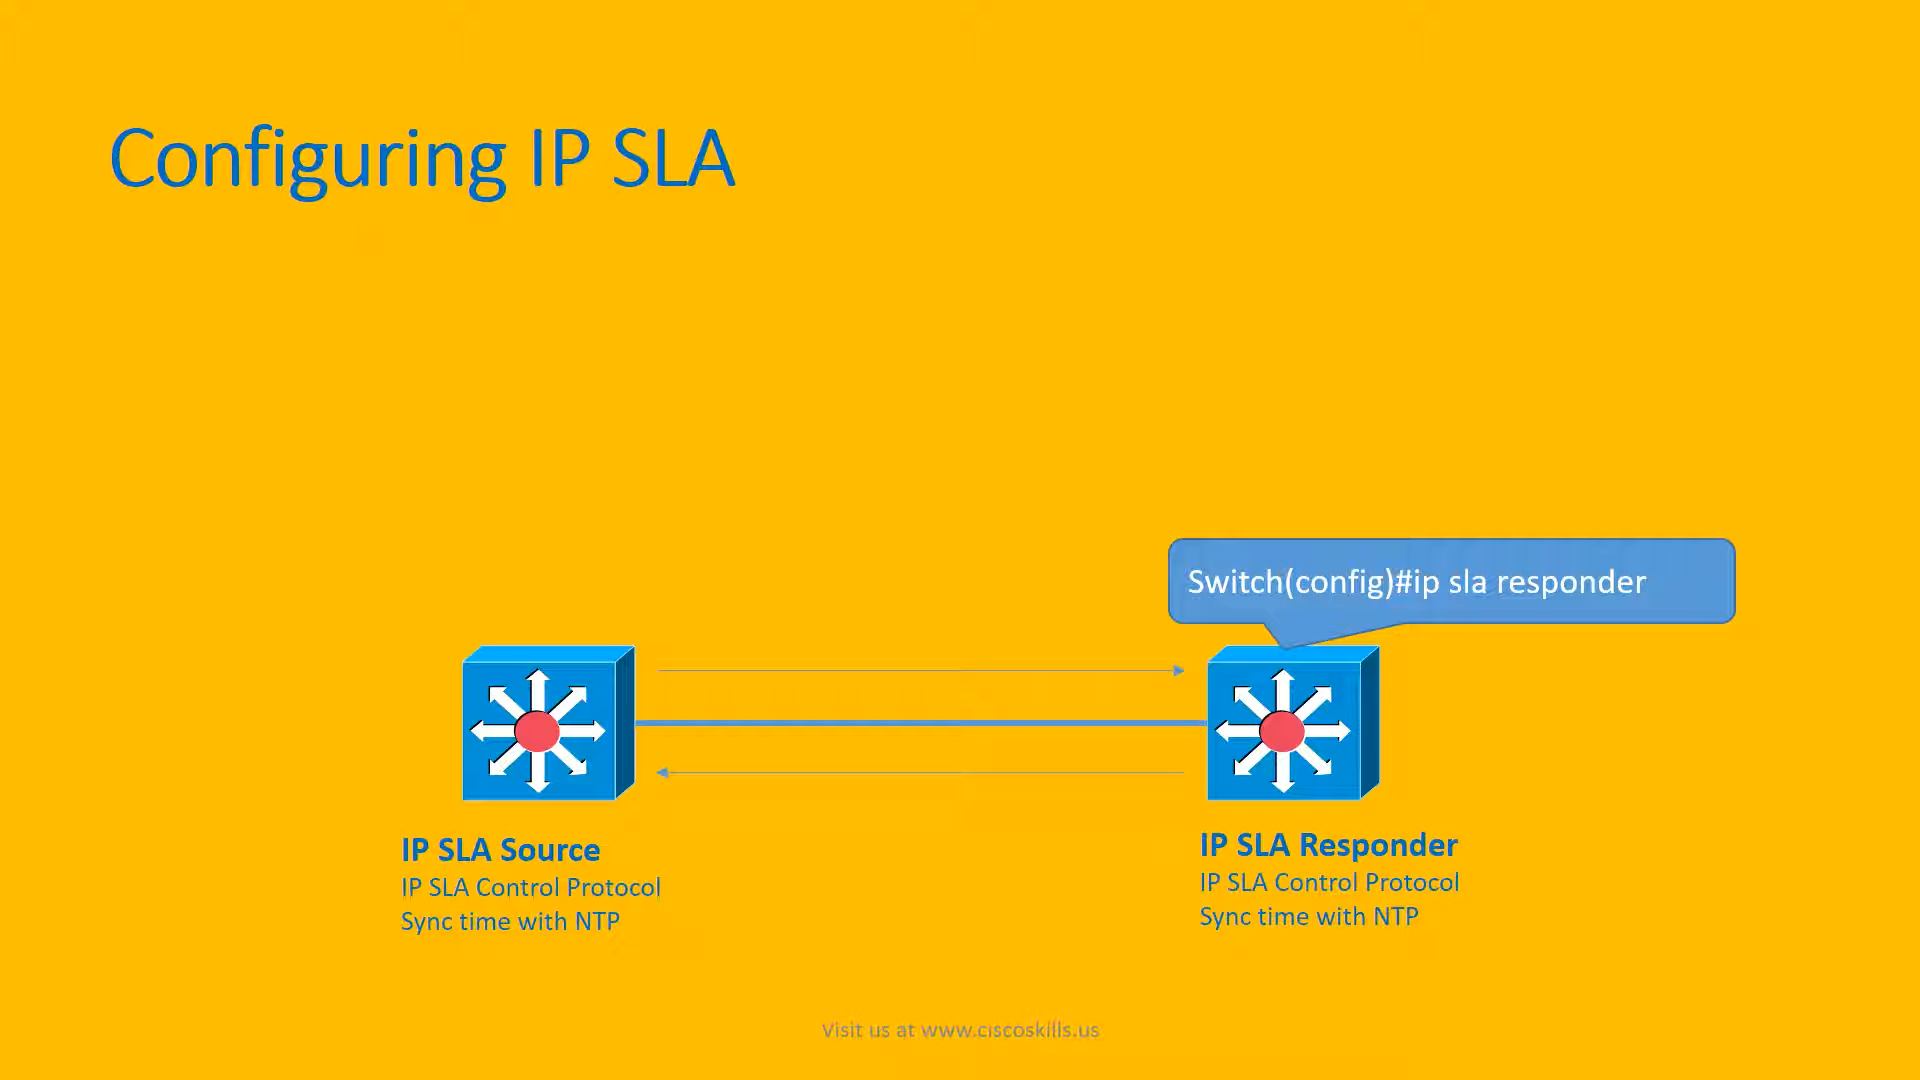 Configuring IP SLA
Switch(config)#ip sla responder
IP SLA Source
IP SLA Control Protocol
Sync time with NTP
IP SLA Responder
IP SLA Control Protocol
Sync time with NTP
Visit us at www.ciscoskills.us